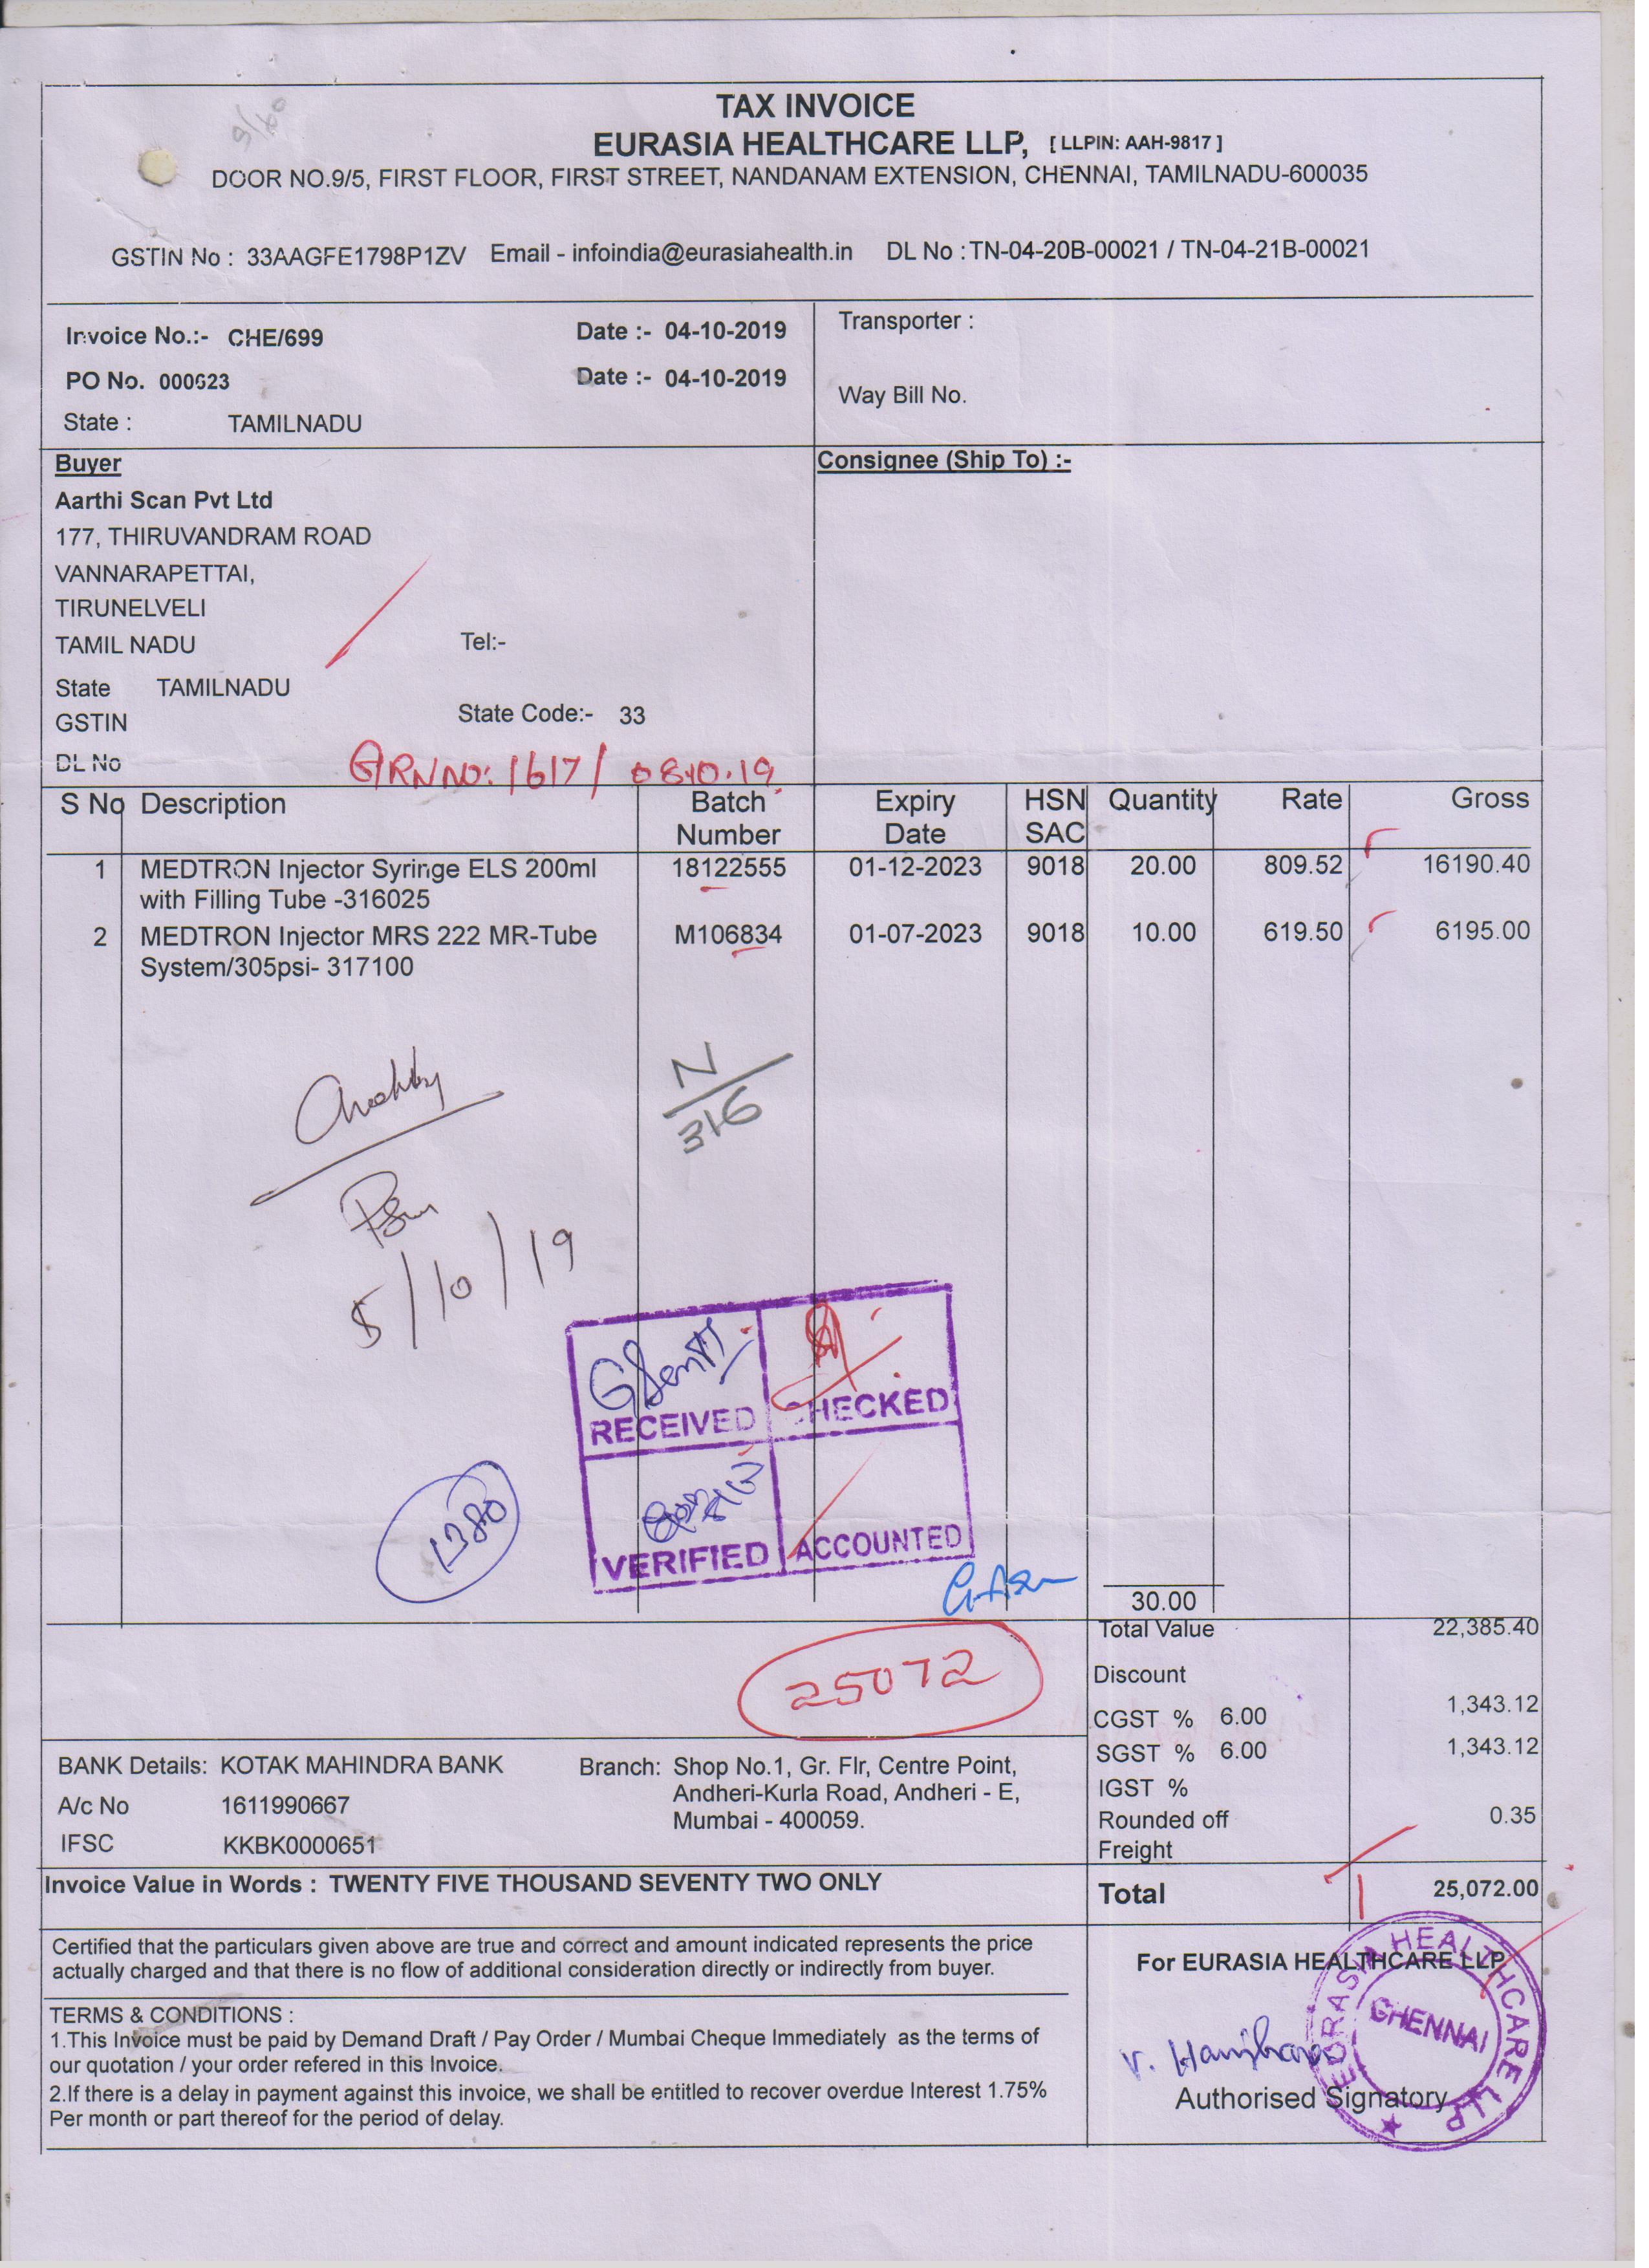 TAX INVOICE
EURASIA HEALTHCARE LLP, [ LLPIN: AAH-9817 ]
DOOR NO.9/5, FIRST FLOOR, FIRST STREET, NANDANAM EXTENSION, CHENNAI, TAMILNADU-600035
GSTIN No : 33AAGFE1798P1ZV Email - infoindia@eurasiahealth.in DL No : TN-04-20B-00021 / TN-04-21B-00021
Invoice No.:- CHE/699 Date :- 04-10-2019
PO No. 000623 Date :- 04-10-2019
State : TAMILNADU
Transporter :
Way Bill No.
Buyer
Aarthi Scan Pvt Ltd
177, THIRUVANDRAM ROAD
VANNARAPETTAI,
TIRUNELVELI
TAMIL NADU Tel:-
State TAMILNADU
GSTIN State Code:- 33
DL No
Consignee (Ship To) :-
GRN NO: 1617 / 08.10.19
S No Description Batch Number Expiry Date HSN SAC Quantity Rate Gross
1 MEDTRON Injector Syringe ELS 200ml 18122555 01-12-2023 9018 20.00 809.52 16190.40
with Filling Tube -316025
2 MEDTRON Injector MRS 222 MR-Tube M106834 01-07-2023 9018 10.00 619.50 6195.00
System/305psi- 317100
N
316
5/10/19
RECEIVED CHECKED
VERIFIED ACCOUNTED
1380
30.00
25072
Total Value 22,385.40
Discount
CGST % 6.00 1,343.12
SGST % 6.00 1,343.12
IGST %
Rounded off 0.35
Freight
Total 25,072.00
BANK Details: KOTAK MAHINDRA BANK
A/c No 1611990667
IFSC KKBK0000651
Branch: Shop No.1, Gr. Flr, Centre Point,
Andheri-Kurla Road, Andheri - E,
Mumbai - 400059.
Invoice Value in Words : TWENTY FIVE THOUSAND SEVENTY TWO ONLY
Certified that the particulars given above are true and correct and amount indicated represents the price
actually charged and that there is no flow of additional consideration directly or indirectly from buyer.
TERMS & CONDITIONS :
1.This Invoice must be paid by Demand Draft / Pay Order / Mumbai Cheque Immediately as the terms of
our quotation / your order refered in this Invoice.
2.If there is a delay in payment against this invoice, we shall be entitled to recover overdue Interest 1.75%
Per month or part thereof for the period of delay.
For EURASIA HEALTHCARE LLP
EURASIA HEALTHCARE LLP
CHENNAI
Authorised Signatory